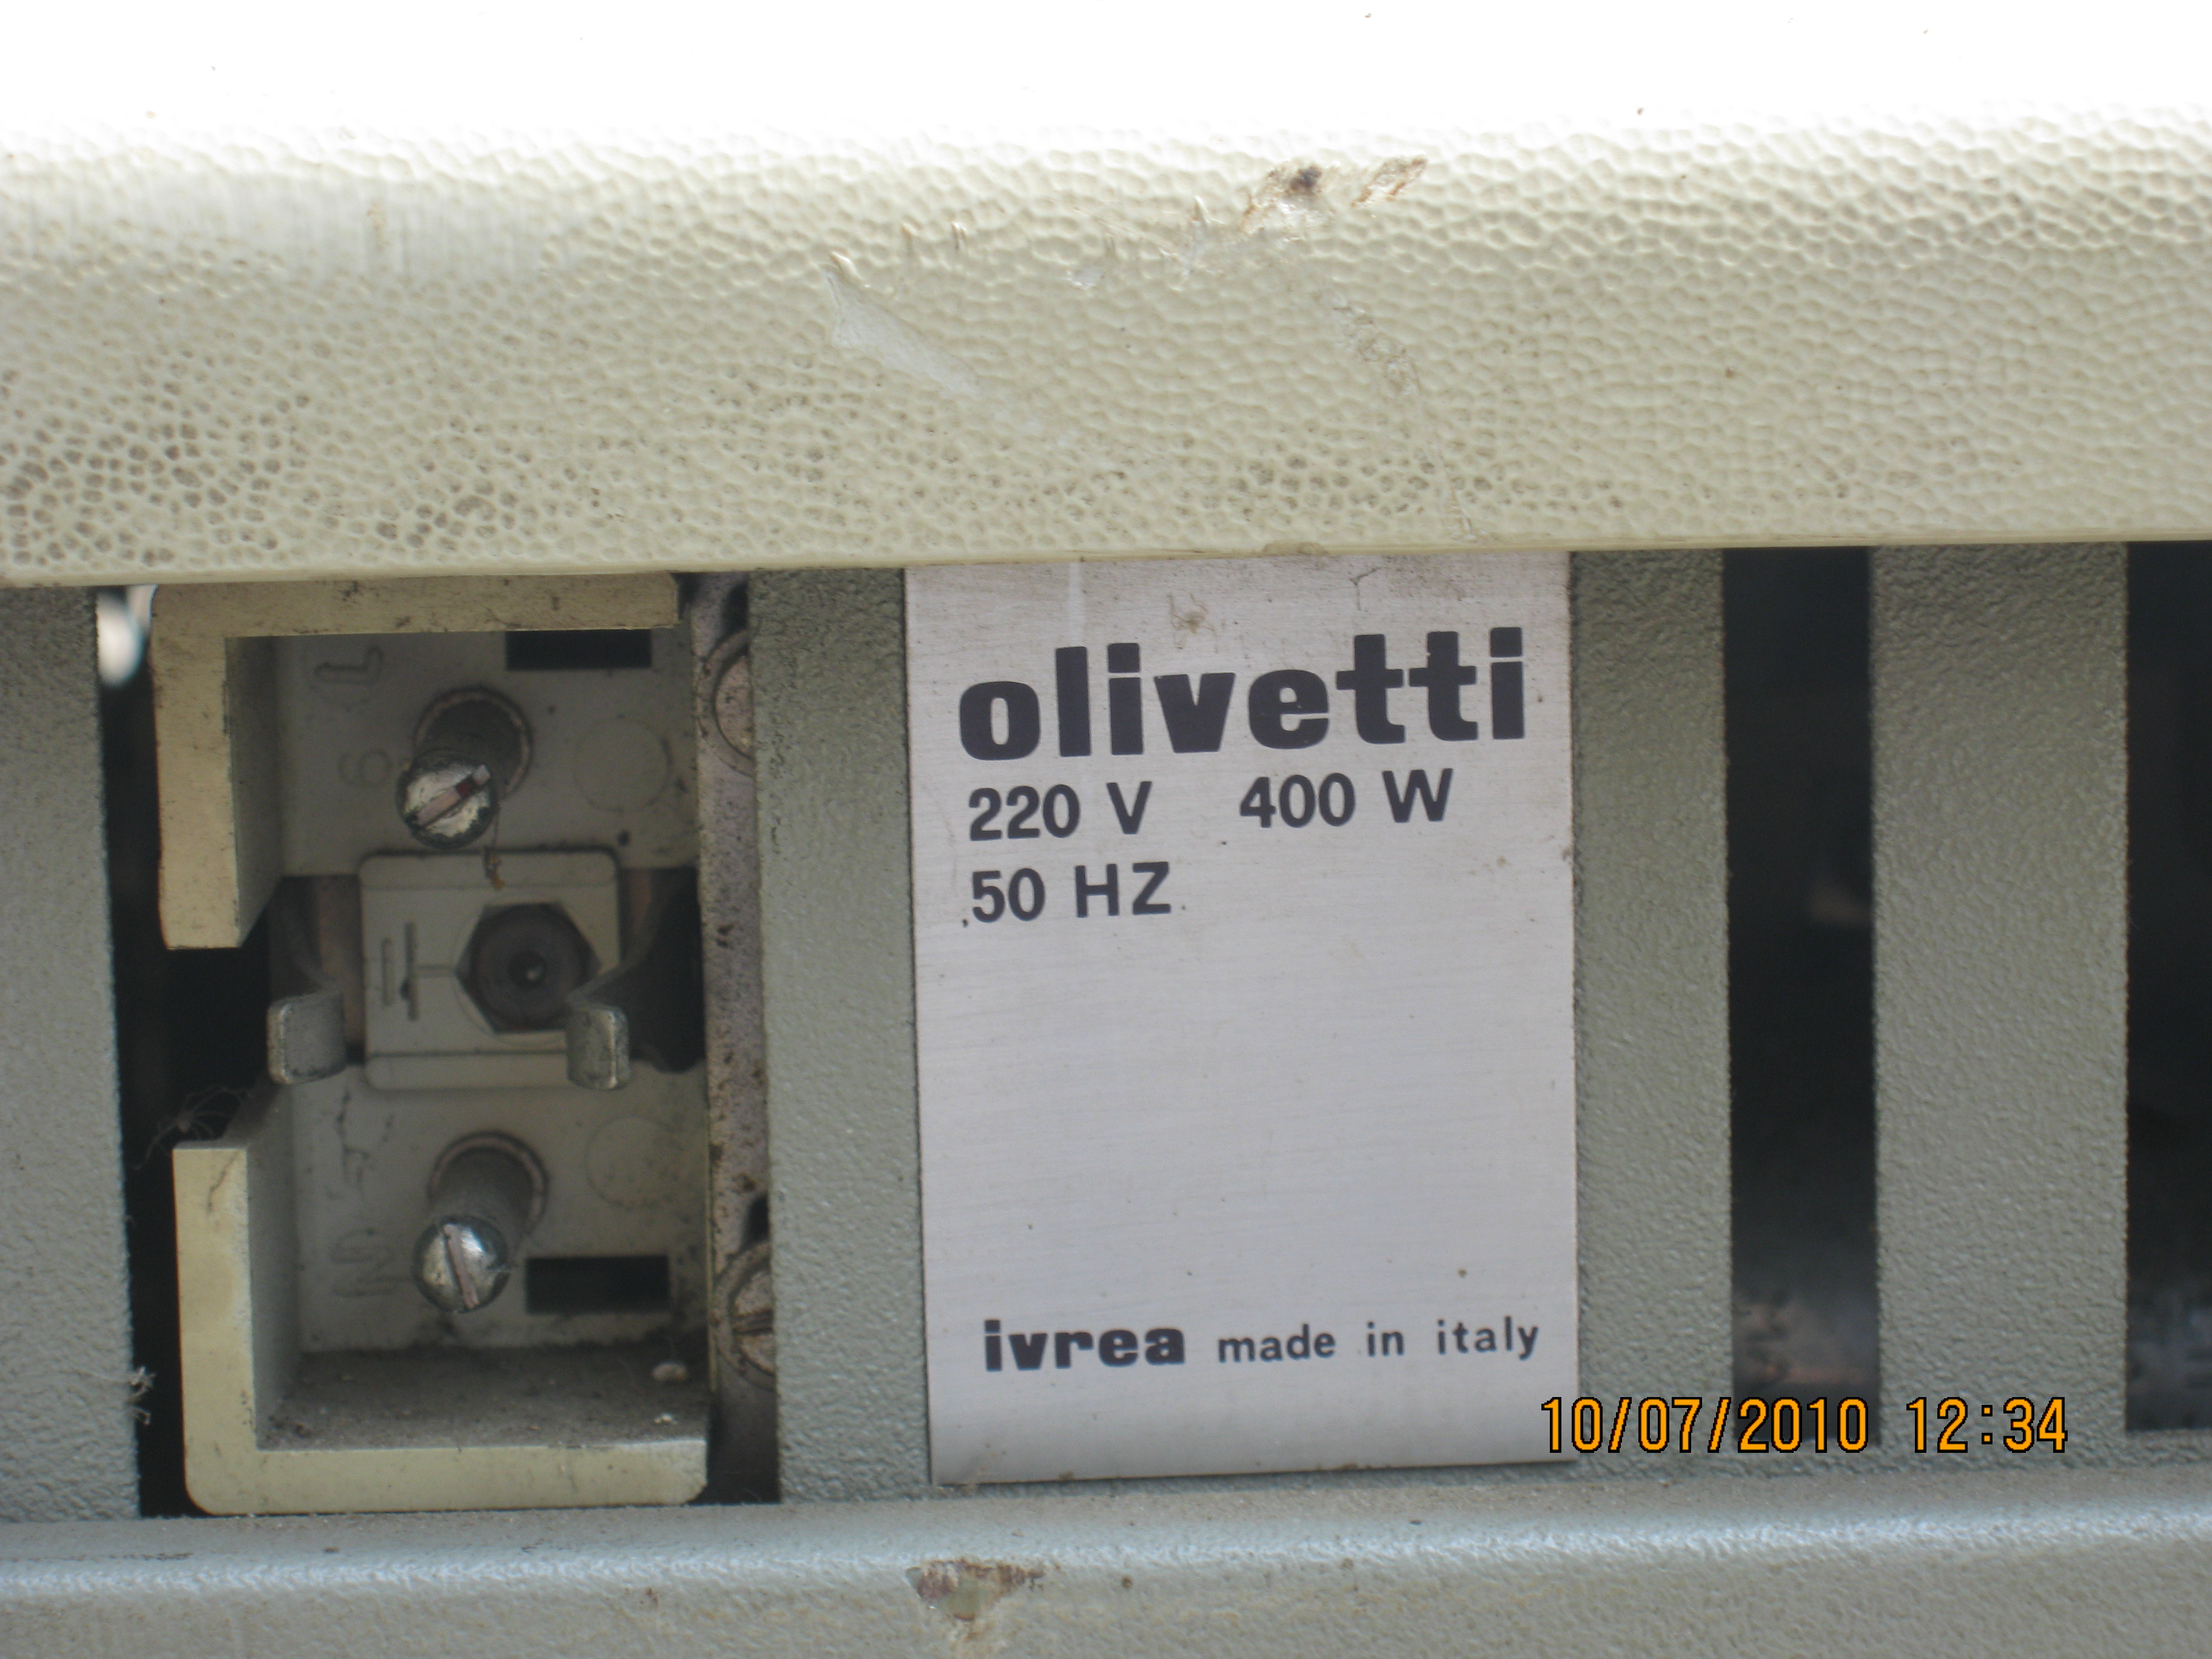 olivetti
220 V 400 W
50 HZ
ivrea made in italy
10/07/2010 12:34